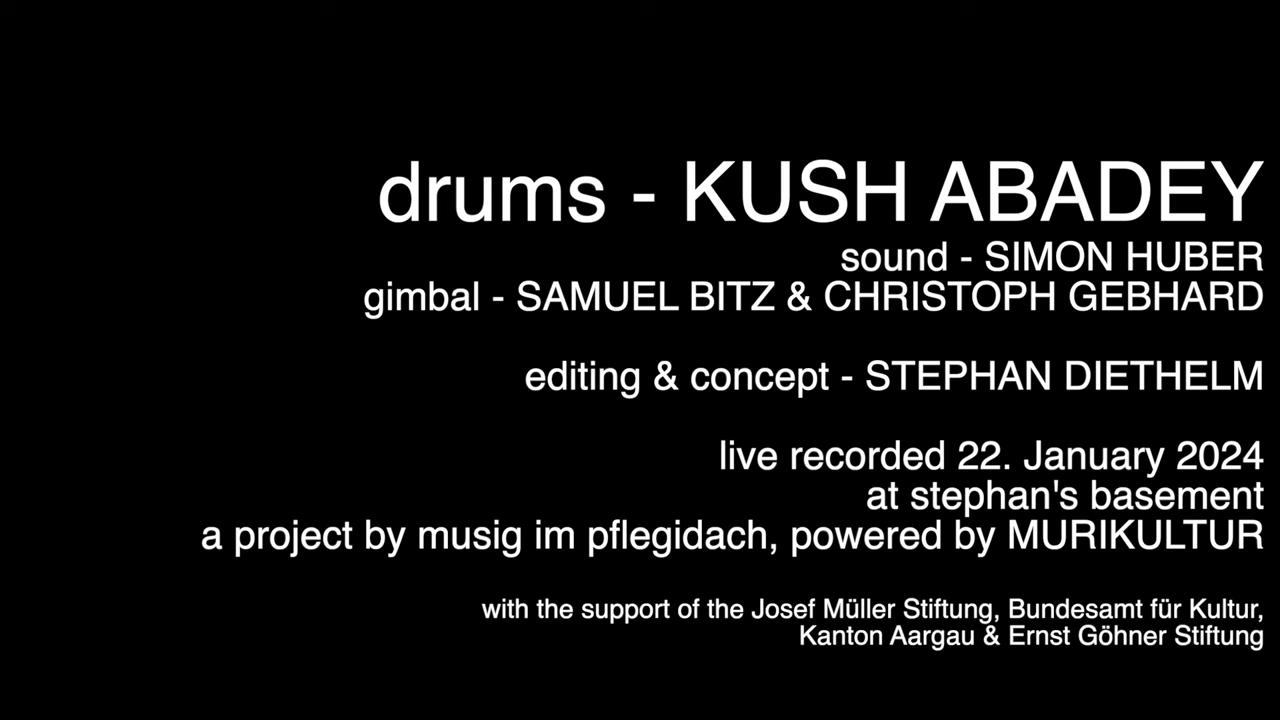 drums - KUSH ABADEY
sound - SIMON HUBER
gimbal - SAMUEL BITZ & CHRISTOPH GEBHARD
editing & concept - STEPHAN DIETHELM
live recorded 22. January 2024
at stephan's basement
a project by musig im pflegidach, powered by MURIKULTUR
with the support of the Josef Müller Stiftung, Bundesamt für Kultur,
Kanton Aargau & Ernst Göhner Stiftung